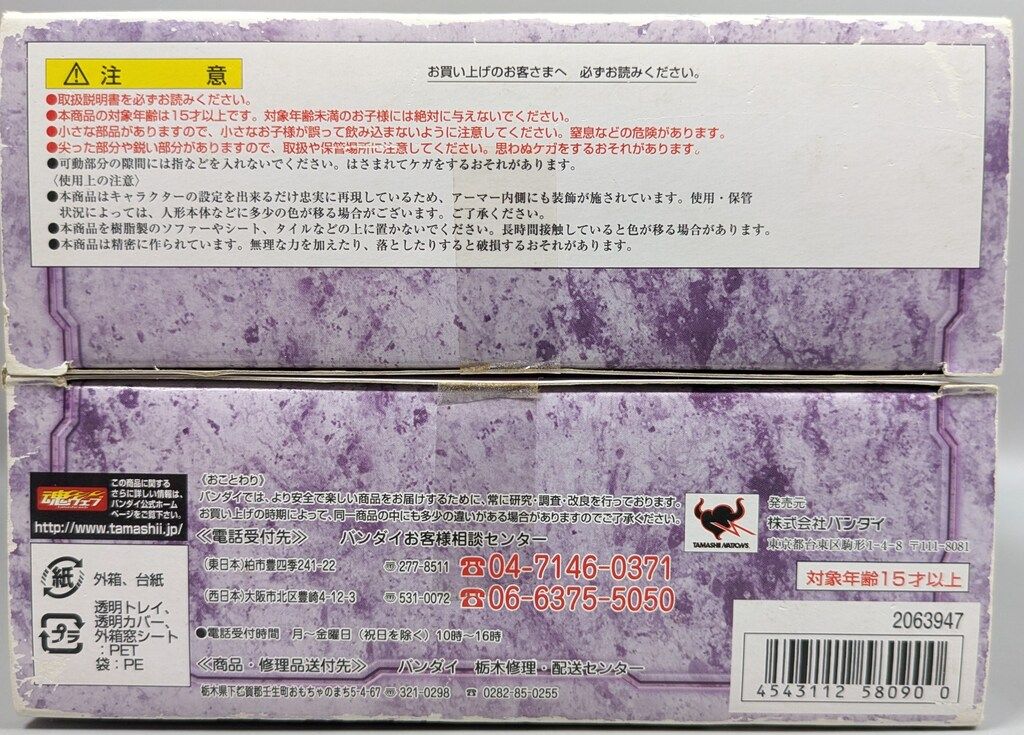 ⚠注意
お買い上げのお客さまへ 必ずお読みください。
●取扱説明書を必ずお読みください。
●本商品の対象年齢は15才以上です。対象年齢未満のお子様には絶対に与えないでください。
●小さな部品がありますので、小さなお子様が誤って飲み込まないように注意してください。窒息などの危険があります。
●尖った部分や鋭い部分がありますので、取扱や保管場所に注意してください。思わぬケガをするおそれがあります。
●可動部分の隙間には指などを入れないでください。はさまれてケガをするおそれがあります。
〈使用上の注意〉
●本商品はキャラクターの設定を出来るだけ忠実に再現しているため、アーマー内側にも装飾が施されています。使用・保管
状況によっては、人形本体などに多少の色が移る場合がございます。ご了承ください。
●本商品を樹脂製のソファーやシート、タイルなどの上に置かないでください。長時間接触していると色が移る場合があります。
●本商品は精密に作られています。無理な力を加えたり、落としたりすると破損するおそれがあります。
魂ウェブ
この商品に関する
さらに詳しい情報は、
バンダイ公式ホーム
ページをご覧下さい。
http://www.tamashii.jp/
紙 外箱、台紙
プラ 透明トレイ、
透明カバー、
外箱窓シート
:PET
袋:PE
《おことわり》
バンダイでは、より安全で楽しい商品をお届けするために、常に研究・調査・改良を行っております。
お買い上げの時期によって、同一商品の中にも多少の違いがある場合がありますのでご了承ください。
≪電話受付先≫ バンダイお客様相談センター
(東日本)柏市豊四季241-22 〒277-8511 ☎04-7146-0371
(西日本)大阪市北区豊崎4-12-3 〒531-0072 ☎06-6375-5050
●電話受付時間 月〜金曜日(祝日を除く)10時〜16時
≪商品・修理品送付先≫ バンダイ 栃木修理・配送センター
栃木県下都賀郡壬生町おもちゃのまち5-4-67 〒321-0298 ☎0282-85-0255
TAMASHII NATIONS
発売元
株式会社バンダイ
東京都台東区駒形1-4-8 〒111-8081
対象年齢15才以上
2063947
4543112 58090 0